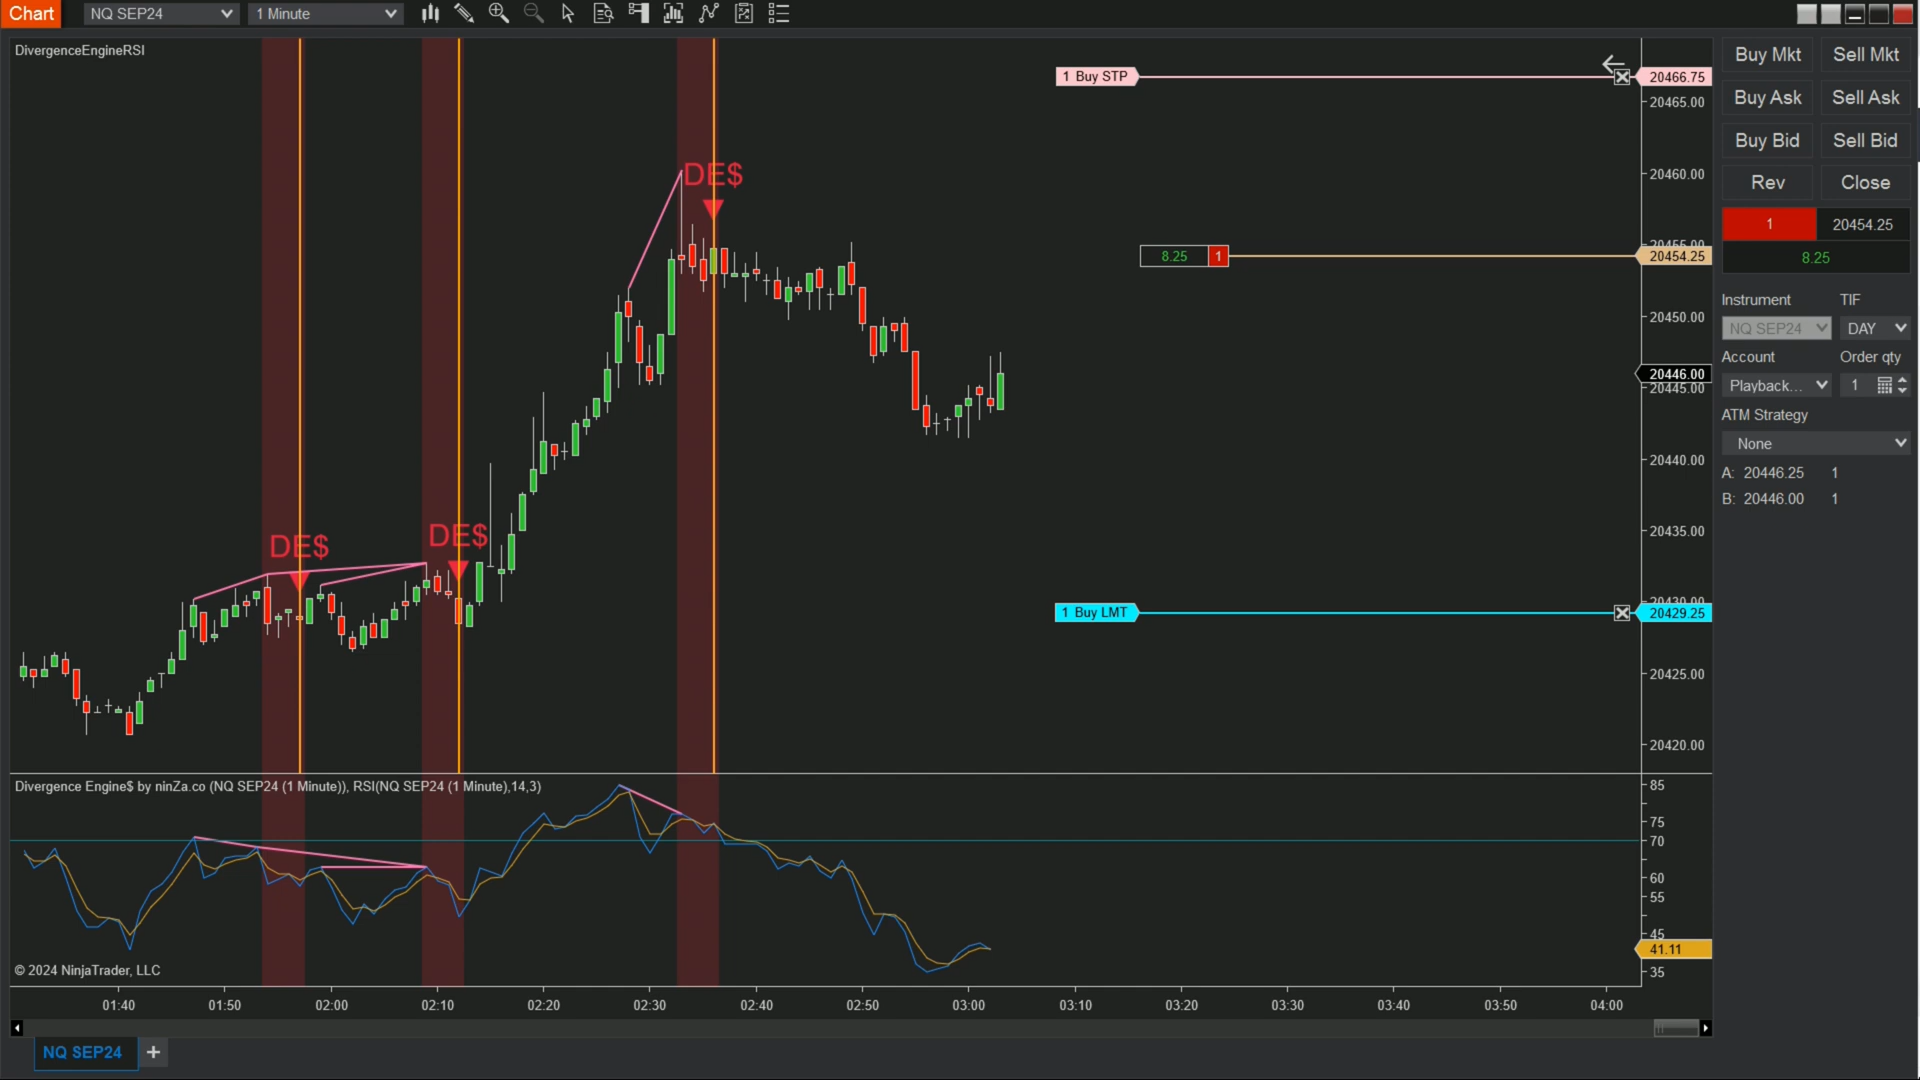 Chart NQ SEP24 1 Minute
DivergenceEngineRSI
1 Buy STP
20466.75
20465.00
20460.00
20455.00
8.25 1
20454.25
20450.00
20446.00
20445.00
20440.00
20435.00
20430.00
1 Buy LMT
20429.25
20425.00
20420.00
DE$
DE$
DE$
Divergence Engine$ by ninZa.co (NQ SEP24 (1 Minute)), RSI(NQ SEP24 (1 Minute),14,3)
85
75
70
60
55
45
41.11
35
© 2024 NinjaTrader, LLC
01:40 01:50 02:00 02:10 02:20 02:30 02:40 02:50 03:00 03:10 03:20 03:30 03:40 03:50 04:00
NQ SEP24 +
Buy Mkt Sell Mkt
Buy Ask Sell Ask
Buy Bid Sell Bid
Rev Close
1 20454.25
8.25
Instrument TIF
NQ SEP24 DAY
Account Order qty
Playback... 1
ATM Strategy
None
A: 20446.25 1
B: 20446.00 1